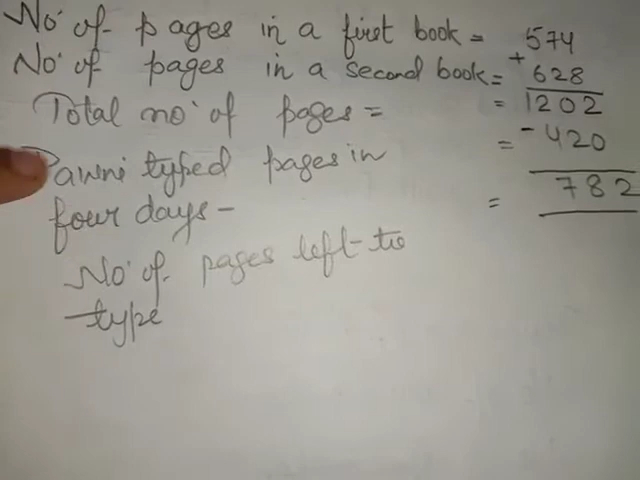 No. of pages in a first book = 574
No. of pages in a second book = + 628
Total no. of pages = = 1202
Pawni typed pages in = - 420
four days - = 782
No. of pages left to
type